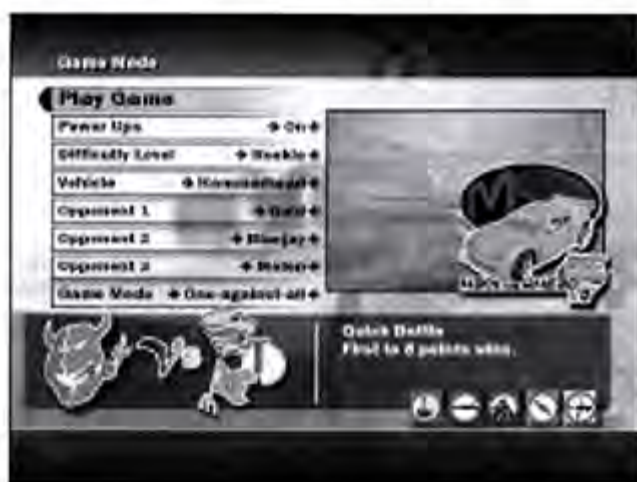 Game Mode
Play Game
Power Ups On
Difficulty Level Rookie
Vehicle
Opponent 1
Opponent 2 Bluejay
Opponent 3
Game Mode One-against-all
M
Quick Battle
First to 8 points wins.